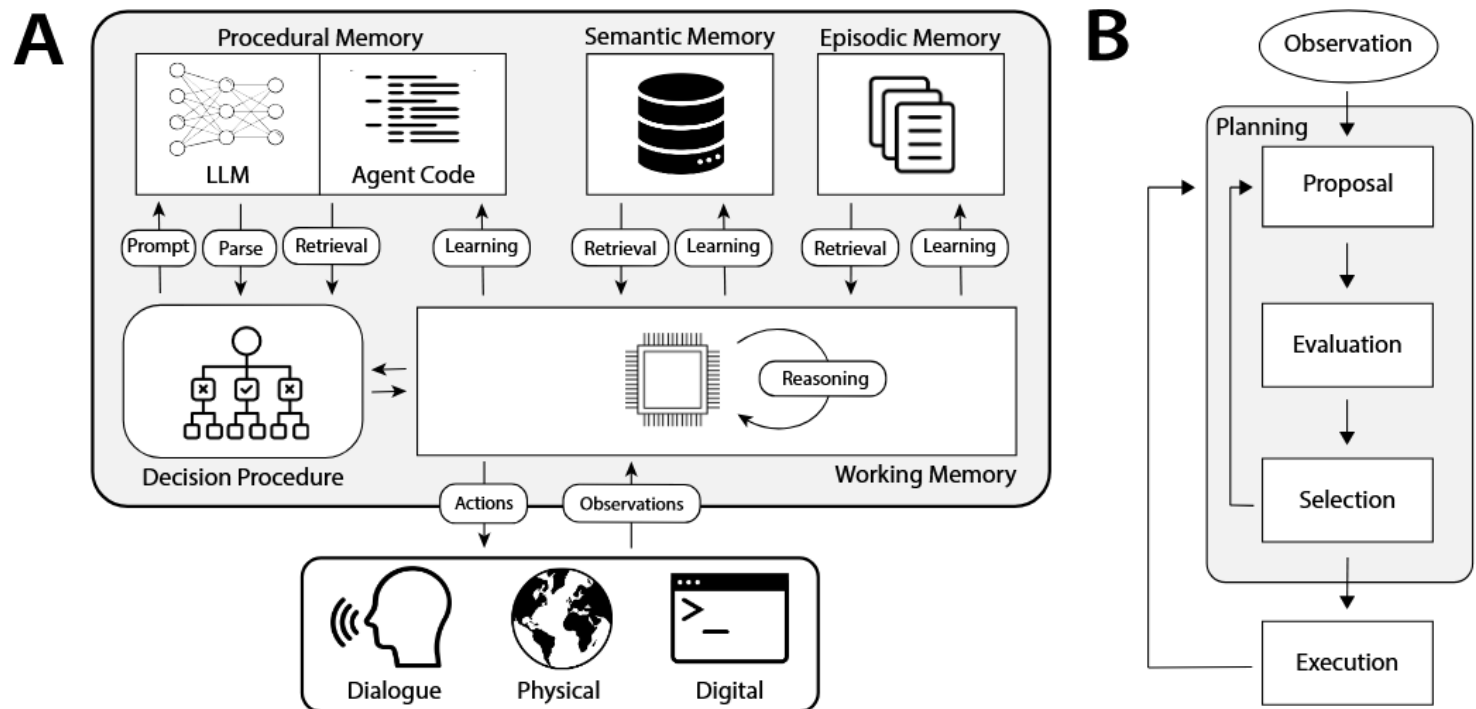 A
Procedural Memory
Semantic Memory
Episodic Memory
LLM
Agent Code
Prompt
Parse
Retrieval
Learning
Retrieval
Learning
Retrieval
Learning
Reasoning
Decision Procedure
Working Memory
Actions
Observations
>_
Dialogue
Physical
Digital
B
Observation
Planning
Proposal
Evaluation
Selection
Execution